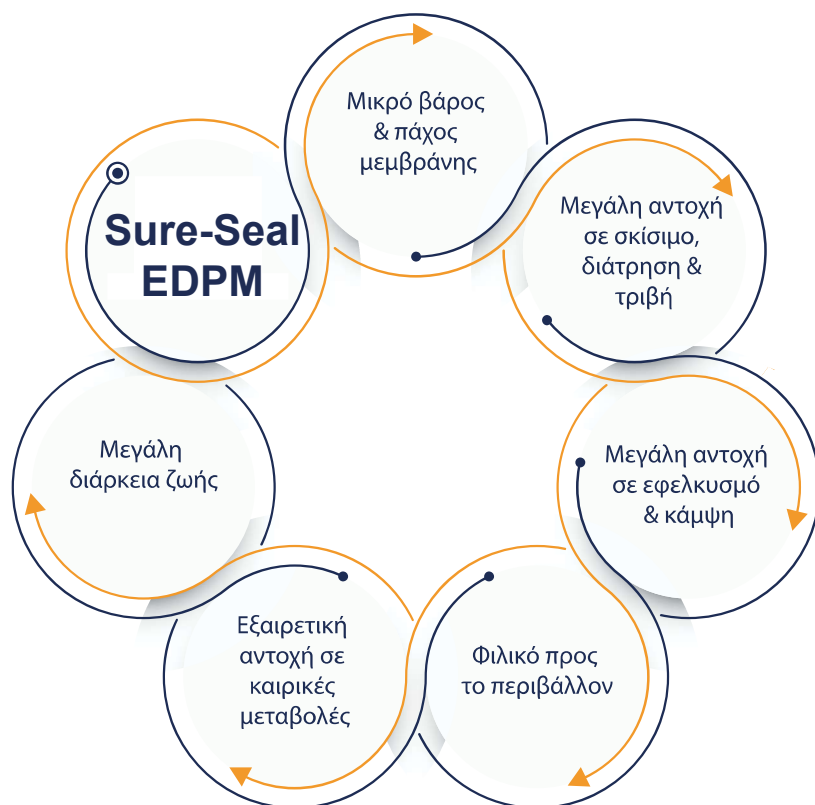 Sure-Seal
EDPM
Μικρό βάρος
& πάχος
μεμβράνης
Μεγάλη αντοχή
σε σκίσιμο,
διάτρηση &
τριβή
Μεγάλη αντοχή
σε εφελκυσμό
& κάμψη
Φιλικό προς
το περιβάλλον
Εξαιρετική
αντοχή σε
καιρικές
μεταβολές
Μεγάλη
διάρκεια ζωής